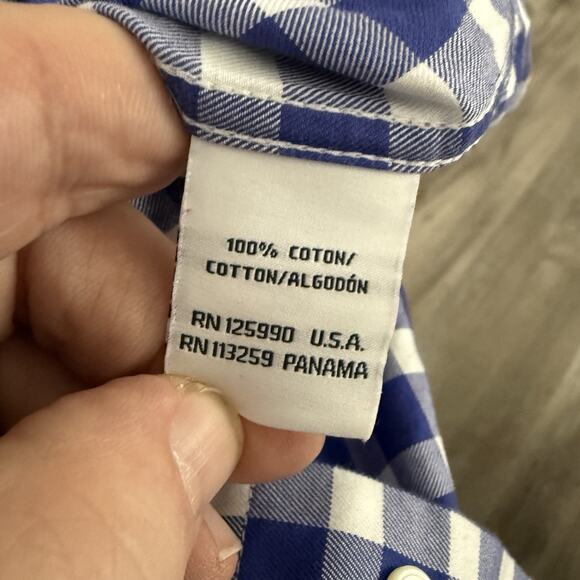 100% COTON/
COTTON/ALGODÓN
RN 125990 U.S.A.
RN 113259 PANAMA